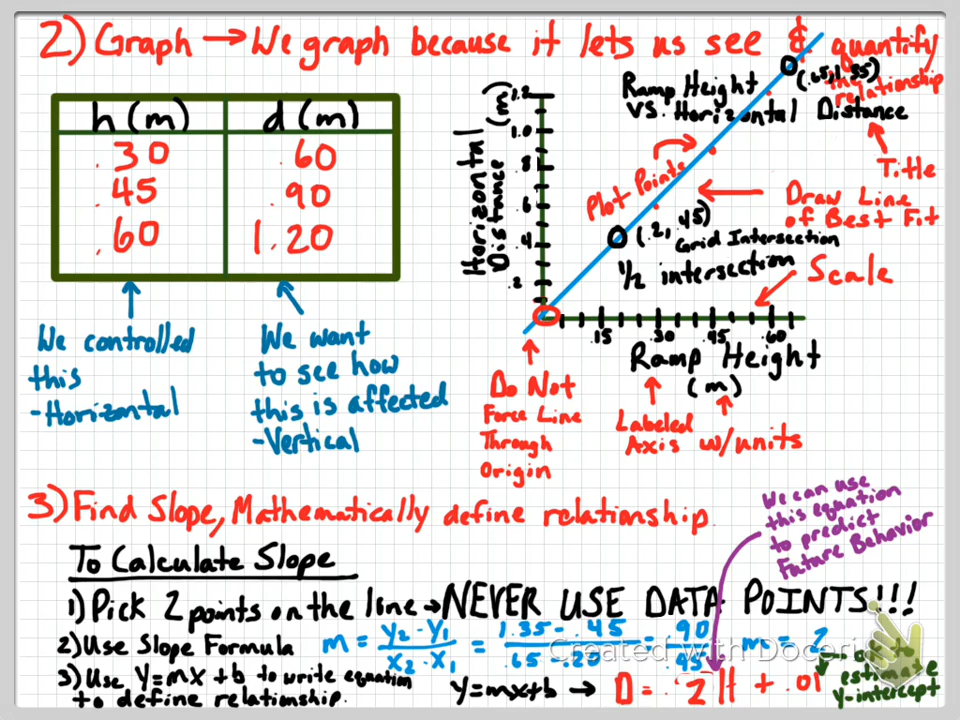 2) Graph → We graph because it lets us see & quantify
the relationship
h (m) d (m)
.30 .60
.45 .90
.60 1.20
We controlled
this
-Horizontal
We want
to see how
this is affected
-Vertical
Ramp Height
vs. Horizontal Distance
Title
Horizontal
Distance
(m)
1.2
1.0
.8
.6
.4
.2
Plot Points
Draw Line
of Best Fit
(.2, .45)
Grid Intersection
1/2 intersection
Scale
.15 .30 .45 .60
Ramp Height
(m)
Do Not
Force Line
Through
Origin
Labeled
Axis w/units
3) Find Slope, Mathematically define relationship
We can use
this equation
to predict
Future Behavior
To Calculate Slope
1) Pick 2 points on the line → NEVER USE DATA POINTS!!!
2) Use Slope Formula m = y2 - y1 / x2 - x1 = 1.35 - .45 / .65 - .20 = .90 m = 2
3) Use y=mx+b to write equation
to define relationship.
y=mx+b → D = 2H + .01
estimate
y-intercept
Created with Doceri